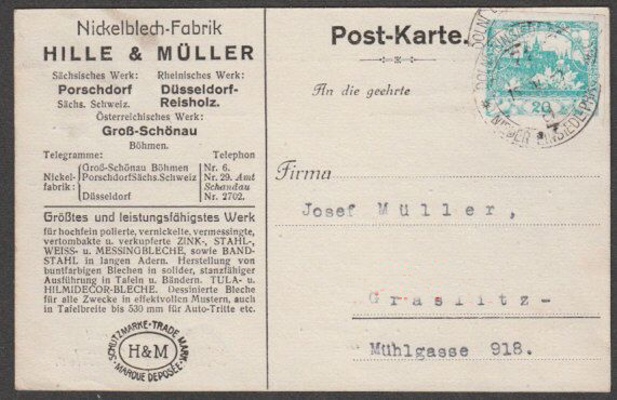 Nickelblech-Fabrik
HILLE & MÜLLER
Sächsisches Werk: Rheinisches Werk:
Porschdorf Düsseldorf-
Sächs. Schweiz. Reisholz.
Österreichisches Werk:
Groß-Schönau
Böhmen.
Telegramme: Telephon
Groß-Schönau Böhmen Nr. 6.
Nickel- Porschdorf Sächs. Schweiz Nr. 29. Amt
fabrik: Schandau
Düsseldorf Nr. 2702.
Größtes und leistungsfähigstes Werk
für hochfein polierte, vernickelte, vermessingte,
vertombakte u. verkupferte ZINK-, STAHL-,
WEISS- u. MESSINGBLECHE, sowie BAND-
STAHL in langen Adern. Herstellung von
buntfarbigen Blechen in solider, stanzfähiger
Ausführung in Tafeln u. Bändern. TULA- u.
HILMIDECOR-BLECHE. Dessinierte Bleche
für alle Zwecke in effektvollen Mustern, auch
in Tafelbreite bis 530 mm für Auto-Tritte etc.
SCHUTZMARKE • TRADE MARK
H&M
MARQUE DEPOSÉE
Post-Karte.
An die geehrte
Firma
Josef Müller,
Graslitz-
Mühlgasse 918.
20
NIEDER EINSIEDEL